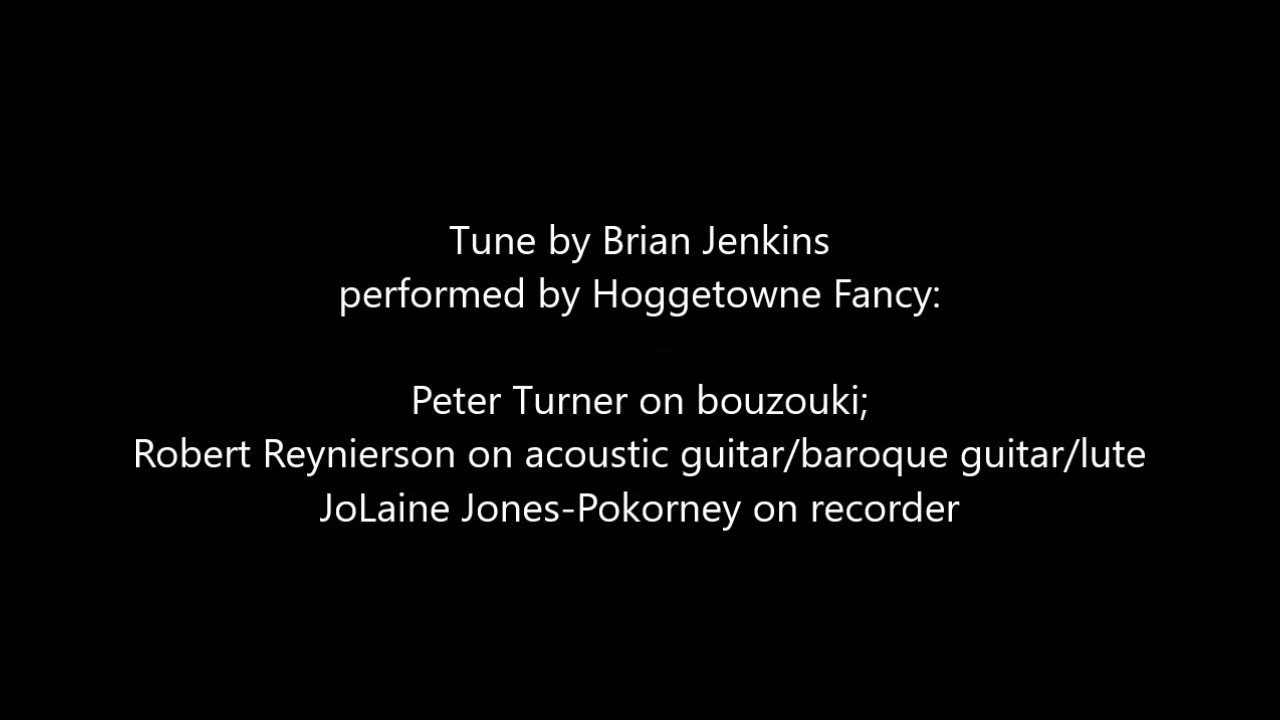 Tune by Brian Jenkins
performed by Hoggetowne Fancy:
Peter Turner on bouzouki;
Robert Reynierson on acoustic guitar/baroque guitar/lute
JoLaine Jones-Pokorney on recorder